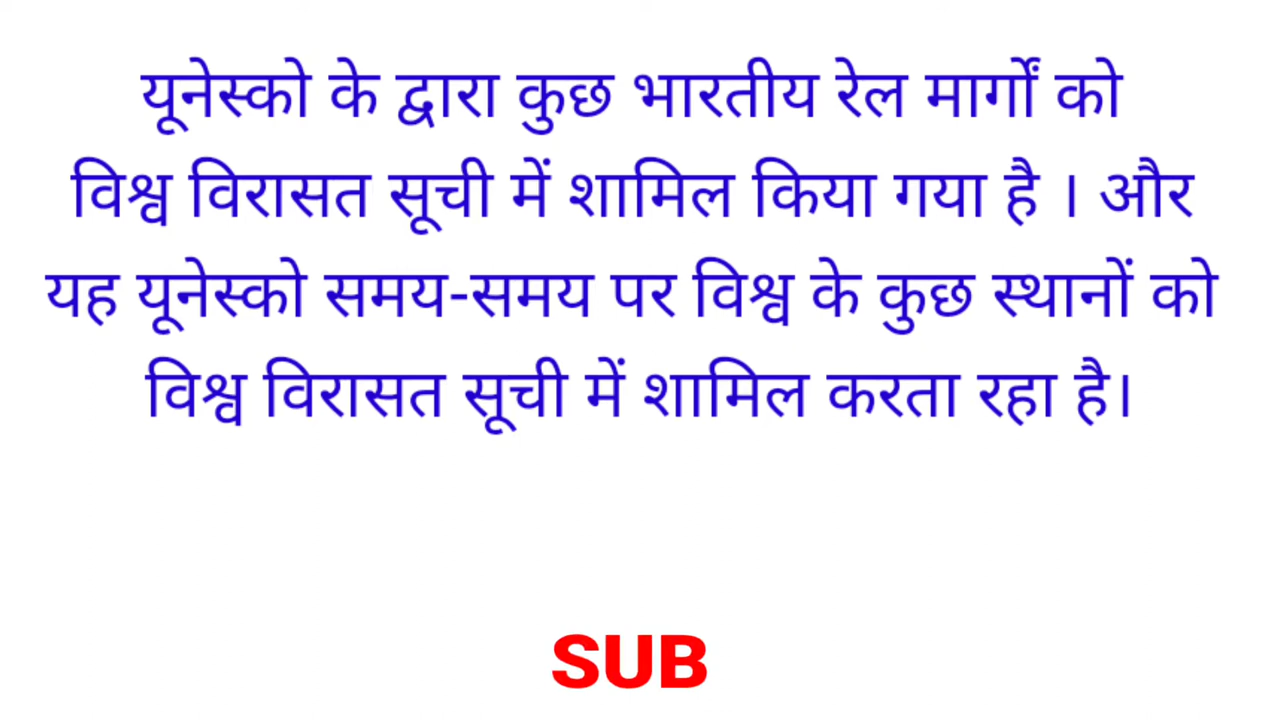 यूनेस्को के द्वारा कुछ भारतीय रेल मार्गों को
विश्व विरासत सूची में शामिल किया गया है । और
यह यूनेस्को समय-समय पर विश्व के कुछ स्थानों को
विश्व विरासत सूची में शामिल करता रहा है।
SUB